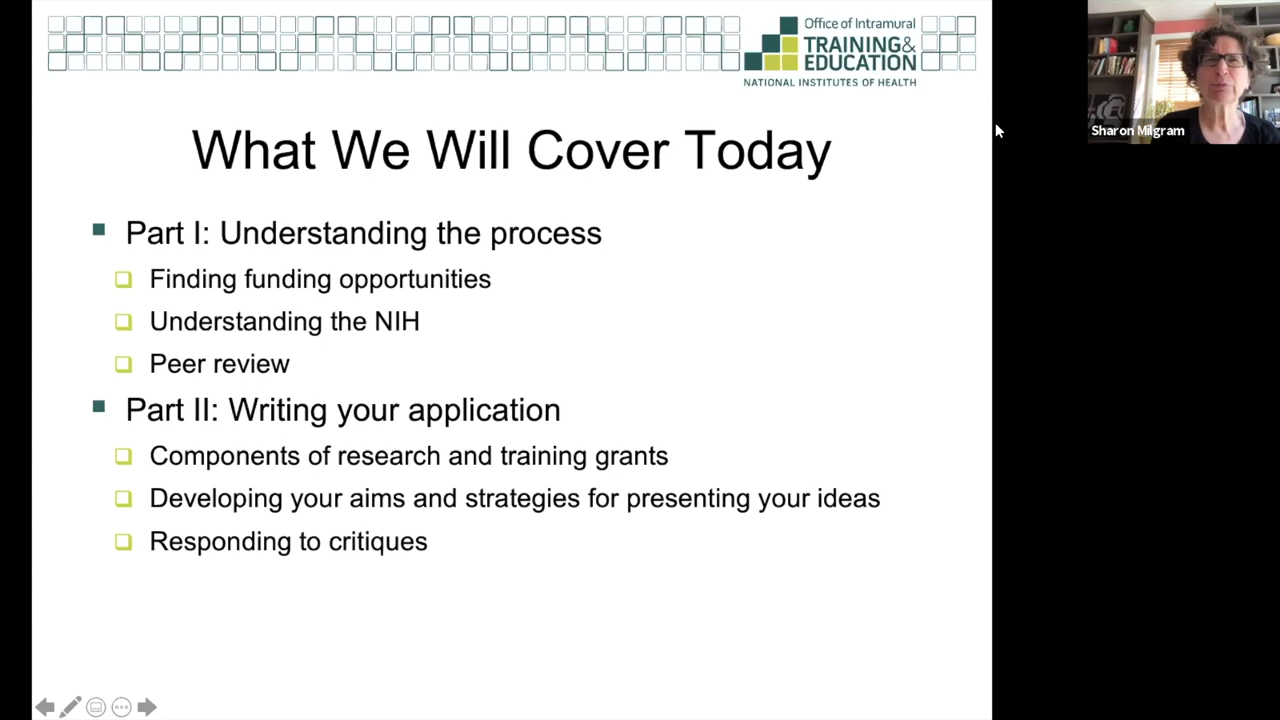 Office of Intramural
TRAINING&
EDUCATION
NATIONAL INSTITUTES OF HEALTH
Sharon Milgram
What We Will Cover Today
Part I: Understanding the process
Finding funding opportunities
Understanding the NIH
Peer review
Part II: Writing your application
Components of research and training grants
Developing your aims and strategies for presenting your ideas
Responding to critiques